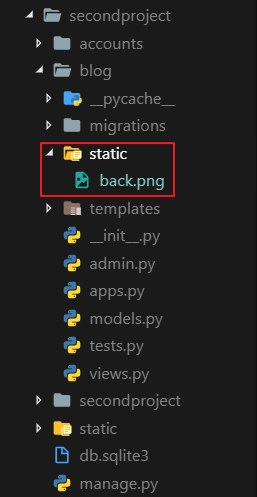 secondproject
accounts
blog
__pycache__
migrations
static
back.png
templates
__init__.py
admin.py
apps.py
models.py
tests.py
views.py
secondproject
static
db.sqlite3
manage.py